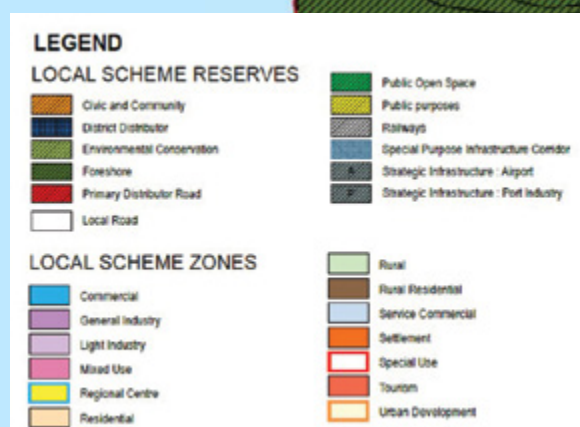 LEGEND
LOCAL SCHEME RESERVES
Civic and Community
District Distributor
Environmental Conservation
Foreshore
Primary Distributor Road
Local Road
Public Open Space
Public purposes
Railways
Special Purpose Infrastructure Corridor
Strategic Infrastructure : Airport
Strategic Infrastructure : Port Industry
LOCAL SCHEME ZONES
Commercial
General Industry
Light Industry
Mixed Use
Regional Centre
Residential
Rural
Rural Residential
Service Commercial
Settlement
Special Use
Tourism
Urban Development